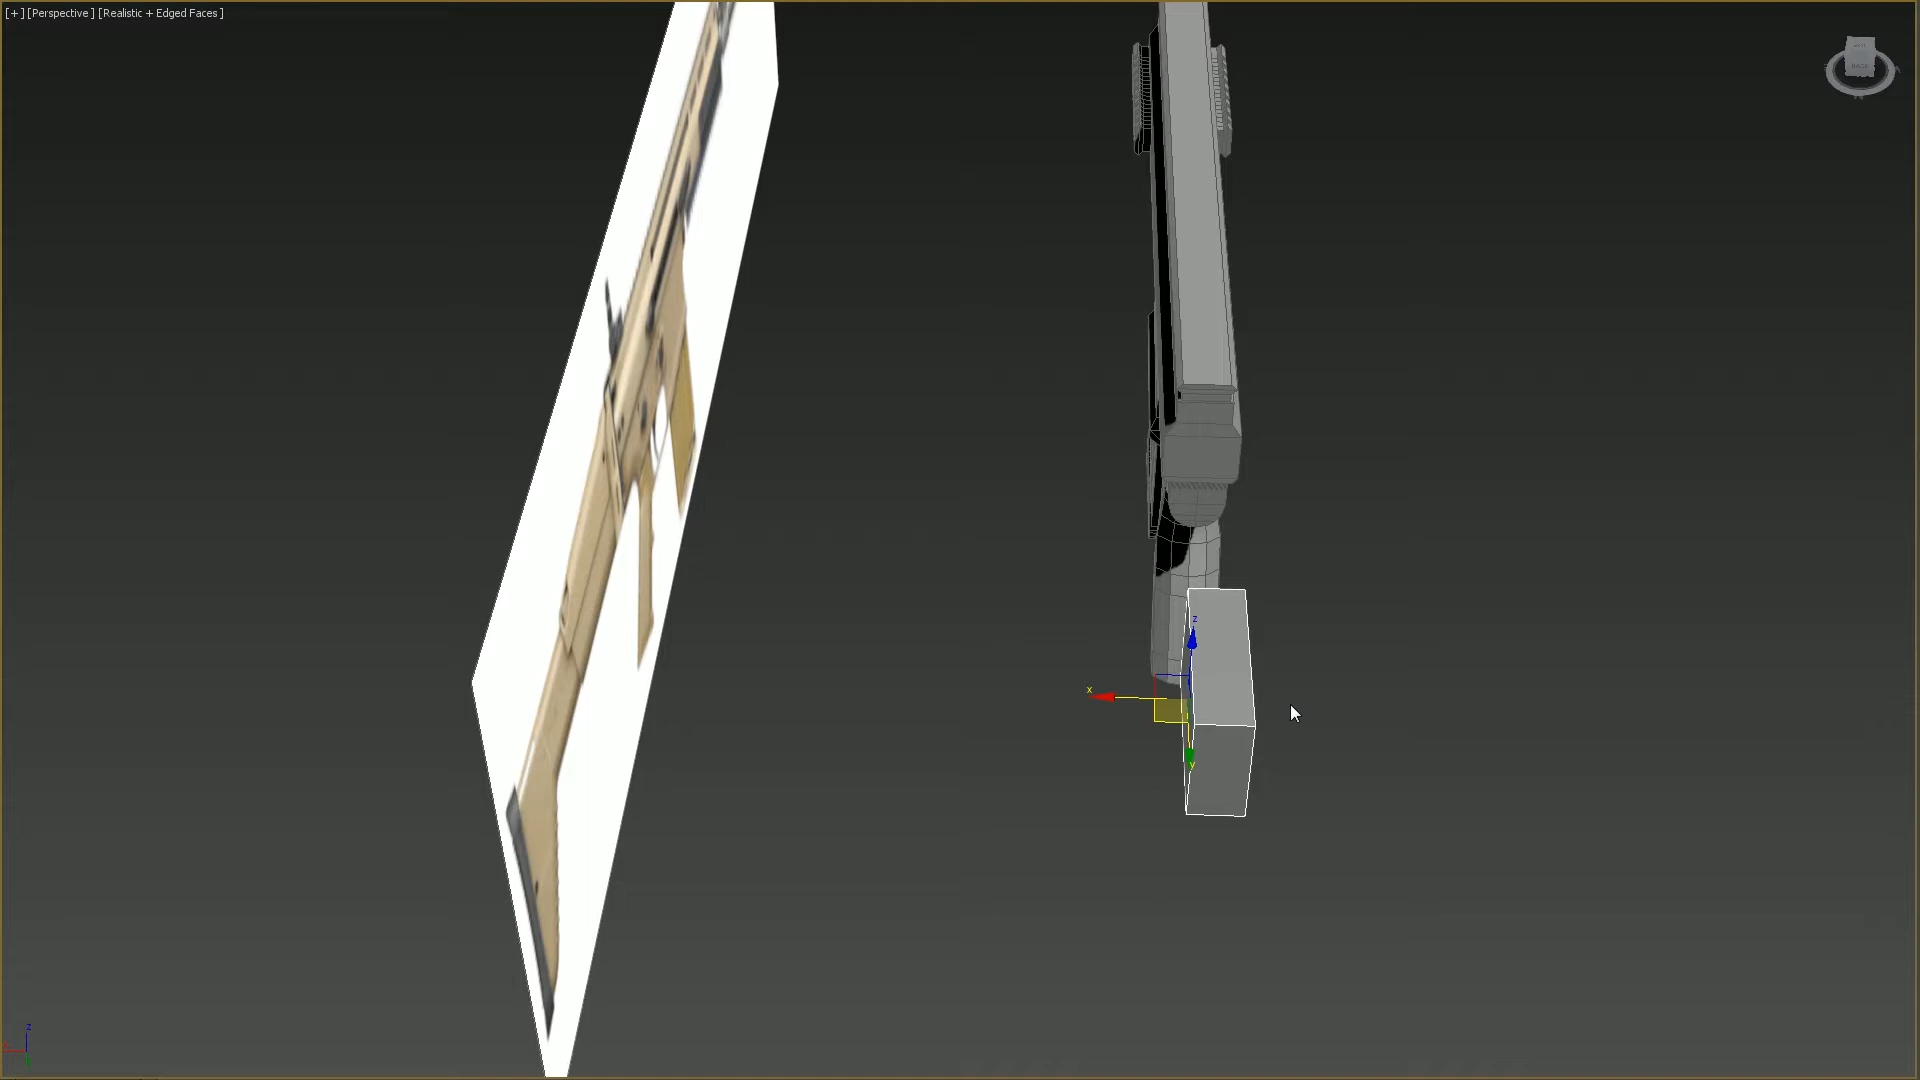 [+] [Perspective] [Realistic + Edged Faces]
z
x
y
z